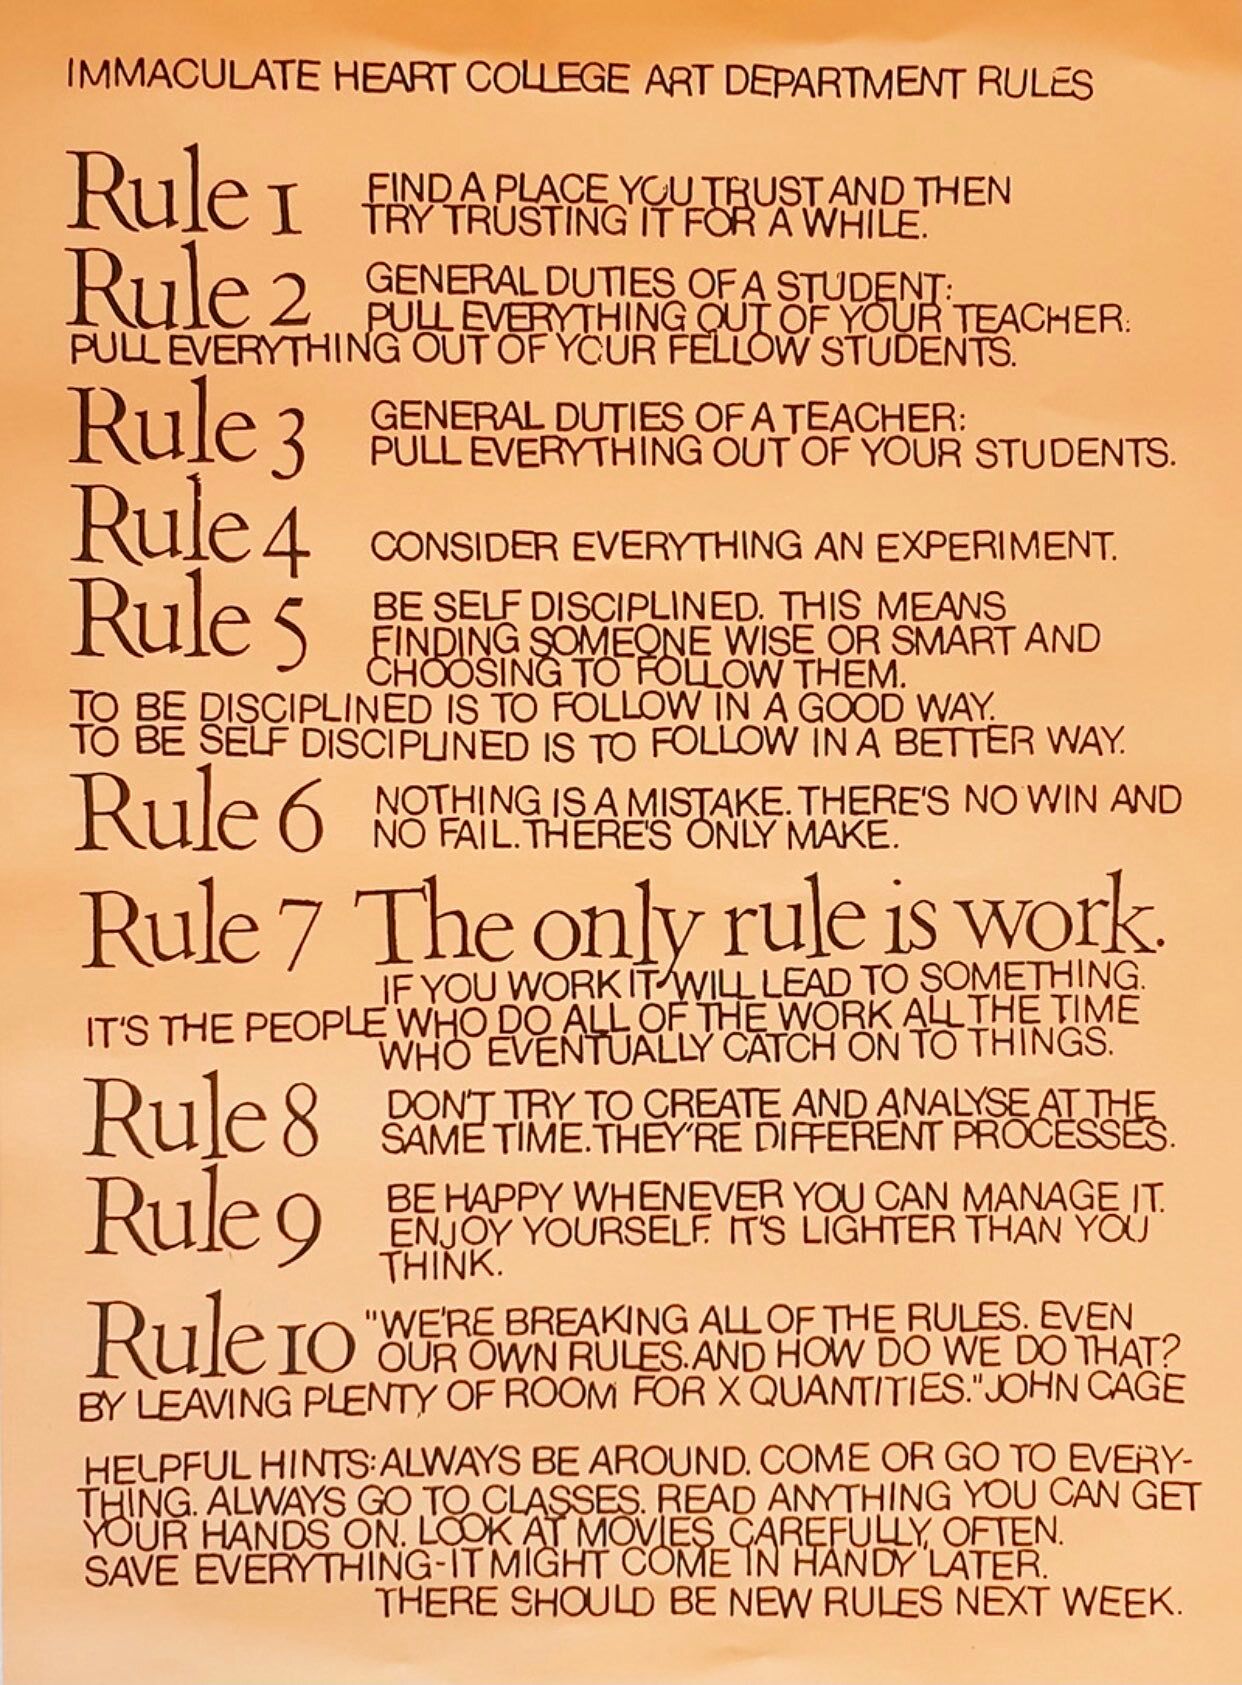 IMMACULATE HEART COLLEGE ART DEPARTMENT RULES
Rule 1 FIND A PLACE YOU TRUST AND THEN
TRY TRUSTING IT FOR A WHILE.
Rule 2 GENERAL DUTIES OF A STUDENT:
PULL EVERYTHING OUT OF YOUR TEACHER.
PULL EVERYTHING OUT OF YOUR FELLOW STUDENTS.
Rule 3 GENERAL DUTIES OF A TEACHER:
PULL EVERYTHING OUT OF YOUR STUDENTS.
Rule 4 CONSIDER EVERYTHING AN EXPERIMENT.
Rule 5 BE SELF DISCIPLINED. THIS MEANS
FINDING SOMEONE WISE OR SMART AND
CHOOSING TO FOLLOW THEM.
TO BE DISCIPLINED IS TO FOLLOW IN A GOOD WAY.
TO BE SELF DISCIPLINED IS TO FOLLOW IN A BETTER WAY.
Rule 6 NOTHING IS A MISTAKE. THERE'S NO WIN AND
NO FAIL. THERE'S ONLY MAKE.
Rule 7 The only rule is work.
IF YOU WORK IT WILL LEAD TO SOMETHING.
IT'S THE PEOPLE WHO DO ALL OF THE WORK ALL THE TIME
WHO EVENTUALLY CATCH ON TO THINGS.
Rule 8 DON'T TRY TO CREATE AND ANALYSE AT THE
SAME TIME. THEY'RE DIFFERENT PROCESSES.
Rule 9 BE HAPPY WHENEVER YOU CAN MANAGE IT.
ENJOY YOURSELF. IT'S LIGHTER THAN YOU
THINK.
Rule 10 "WE'RE BREAKING ALL OF THE RULES. EVEN
OUR OWN RULES. AND HOW DO WE DO THAT?
BY LEAVING PLENTY OF ROOM FOR X QUANTITIES." JOHN CAGE
HELPFUL HINTS: ALWAYS BE AROUND. COME OR GO TO EVERY-
THING. ALWAYS GO TO CLASSES. READ ANYTHING YOU CAN GET
YOUR HANDS ON. LOOK AT MOVIES CAREFULLY, OFTEN.
SAVE EVERYTHING-IT MIGHT COME IN HANDY LATER.
THERE SHOULD BE NEW RULES NEXT WEEK.